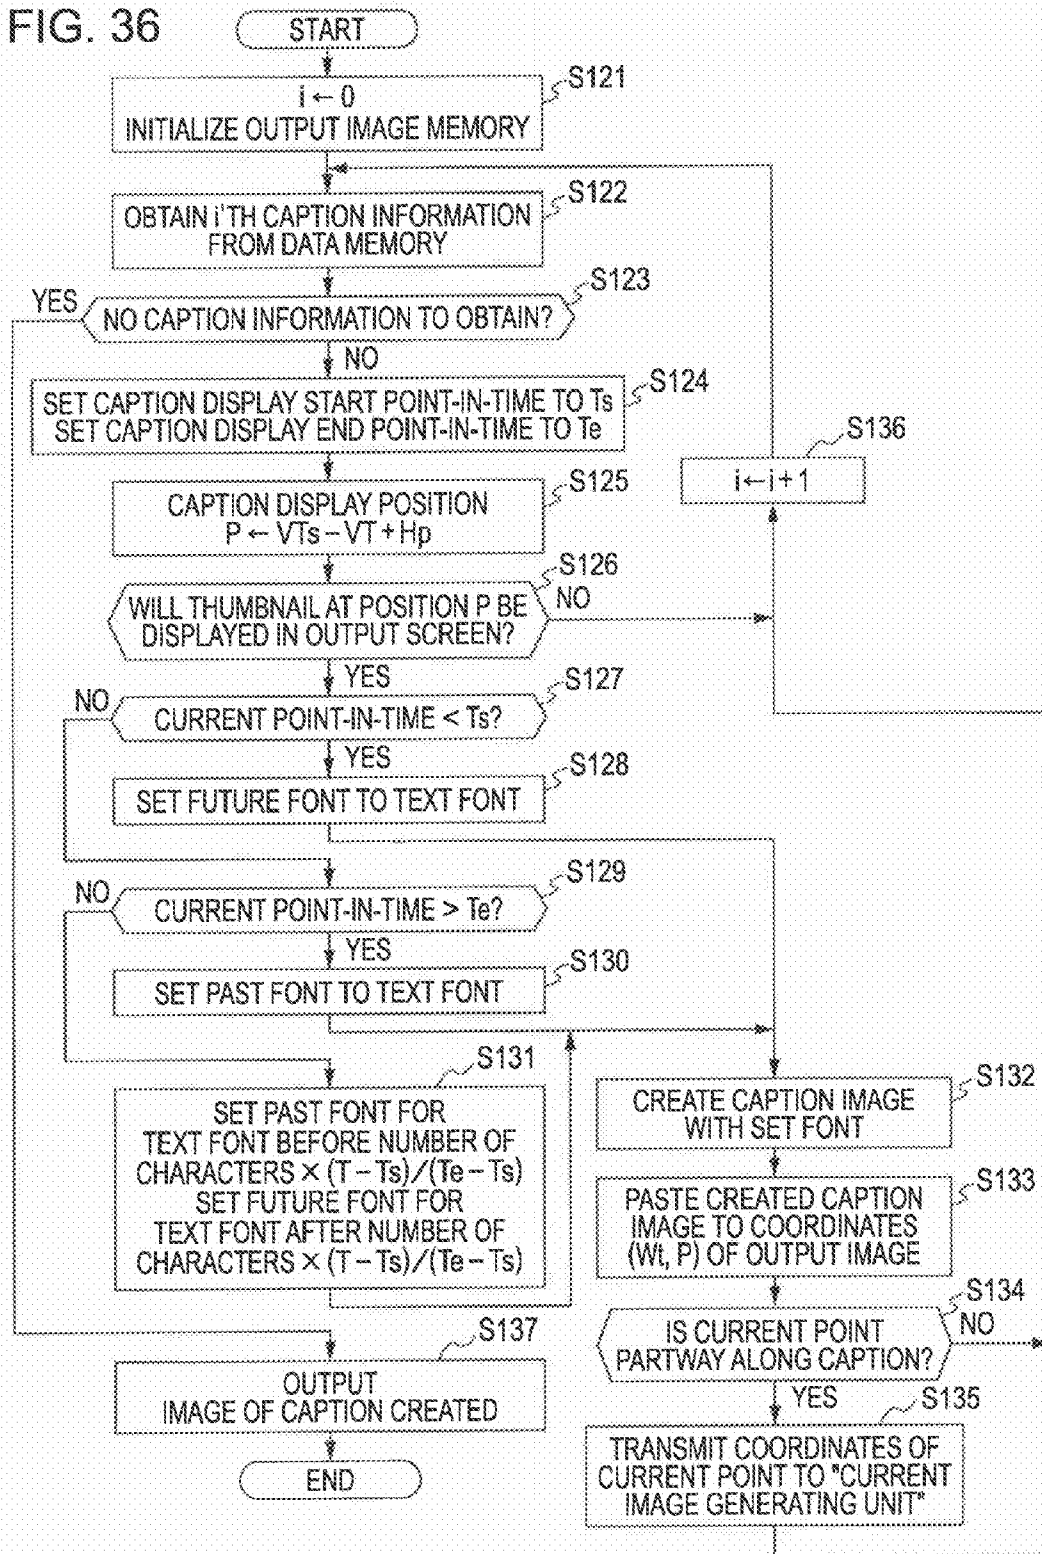 FIG. 36
START
S121
i ← 0
INITIALIZE OUTPUT IMAGE MEMORY
S122
OBTAIN i'TH CAPTION INFORMATION
FROM DATA MEMORY
S123
YES
NO CAPTION INFORMATION TO OBTAIN?
NO
S124
SET CAPTION DISPLAY START POINT-IN-TIME TO Ts
SET CAPTION DISPLAY END POINT-IN-TIME TO Te
S136
i ← i + 1
S125
CAPTION DISPLAY POSITION
P ← VTs – VT + Hp
S126
WILL THUMBNAIL AT POSITION P BE
DISPLAYED IN OUTPUT SCREEN?
NO
YES
S127
NO
CURRENT POINT-IN-TIME < Ts?
YES
S128
SET FUTURE FONT TO TEXT FONT
S129
NO
CURRENT POINT-IN-TIME > Te?
YES
S130
SET PAST FONT TO TEXT FONT
S131
SET PAST FONT FOR
TEXT FONT BEFORE NUMBER OF
CHARACTERS × (T – Ts)/(Te – Ts)
SET FUTURE FONT FOR
TEXT FONT AFTER NUMBER OF
CHARACTERS × (T – Ts)/(Te – Ts)
S132
CREATE CAPTION IMAGE
WITH SET FONT
S133
PASTE CREATED CAPTION
IMAGE TO COORDINATES
(Wt, P) OF OUTPUT IMAGE
S134
IS CURRENT POINT
PARTWAY ALONG CAPTION?
NO
YES
S135
TRANSMIT COORDINATES OF
CURRENT POINT TO "CURRENT
IMAGE GENERATING UNIT"
S137
OUTPUT
IMAGE OF CAPTION CREATED
END